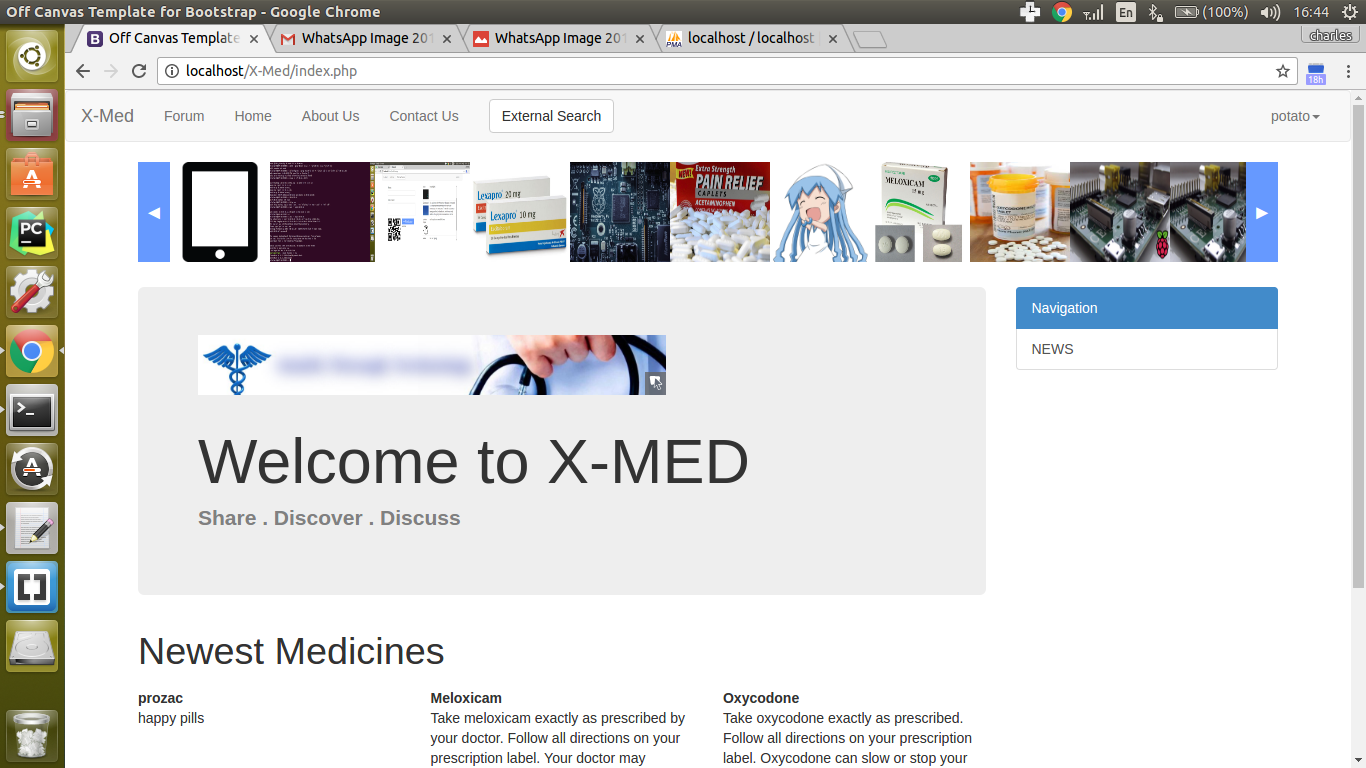 Off Canvas Template for Bootstrap - Google Chrome
En
(100%)
16:44
Off Canvas Template
WhatsApp Image 201
WhatsApp Image 201
localhost / localhost
charles
localhost/X-Med/index.php
18h
X-Med
Forum
Home
About Us
Contact Us
External Search
potato
Lexapro 20 mg
Lexapro 10 mg
NEW!
Extra Strength
PAIN RELIEF
CAPLETS
ACETAMINOPHEN
MELOXICAM
15 mg
Navigation
NEWS
Welcome to X-MED
Share . Discover . Discuss
Newest Medicines
prozac
happy pills
Meloxicam
Take meloxicam exactly as prescribed by
your doctor. Follow all directions on your
prescription label. Your doctor may
Oxycodone
Take oxycodone exactly as prescribed.
Follow all directions on your prescription
label. Oxycodone can slow or stop your